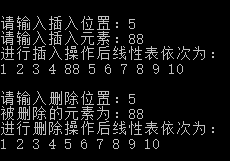 请输入插入位置：5
请输入插入元素：88
进行插入操作后线性表依次为：
1 2 3 4 88 5 6 7 8 9 10
请输入删除位置：5
被删除的元素为：88
进行删除操作后线性表依次为：
1 2 3 4 5 6 7 8 9 10